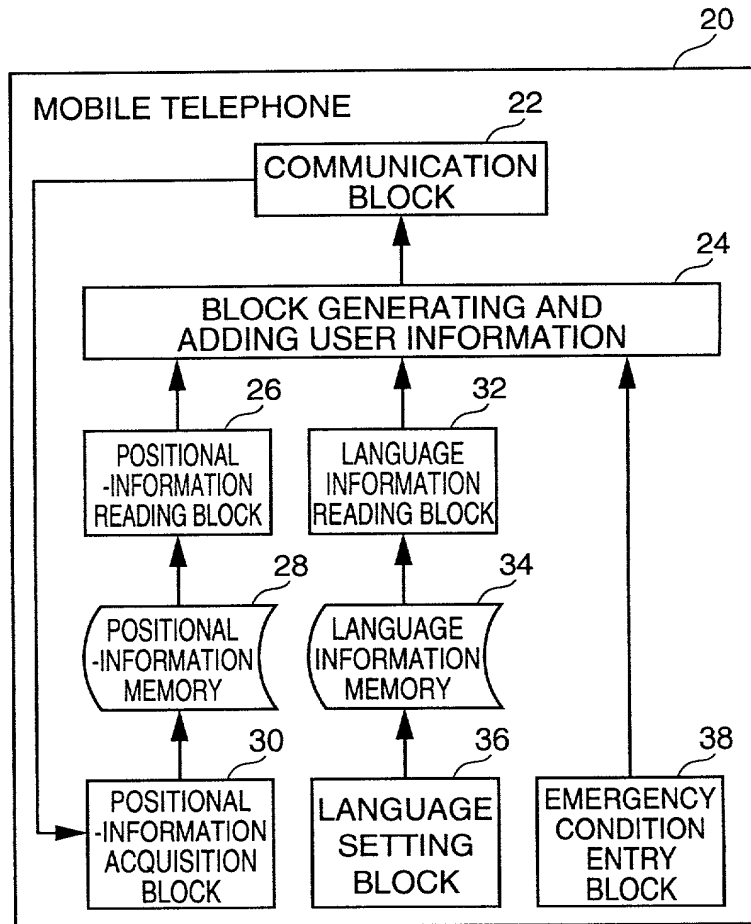 20
MOBILE TELEPHONE
22
COMMUNICATION
BLOCK
24
BLOCK GENERATING AND
ADDING USER INFORMATION
26
POSITIONAL
-INFORMATION
READING BLOCK
32
LANGUAGE
INFORMATION
READING BLOCK
28
POSITIONAL
-INFORMATION
MEMORY
34
LANGUAGE
INFORMATION
MEMORY
30
POSITIONAL
-INFORMATION
ACQUISITION
BLOCK
36
LANGUAGE
SETTING
BLOCK
38
EMERGENCY
CONDITION
ENTRY
BLOCK